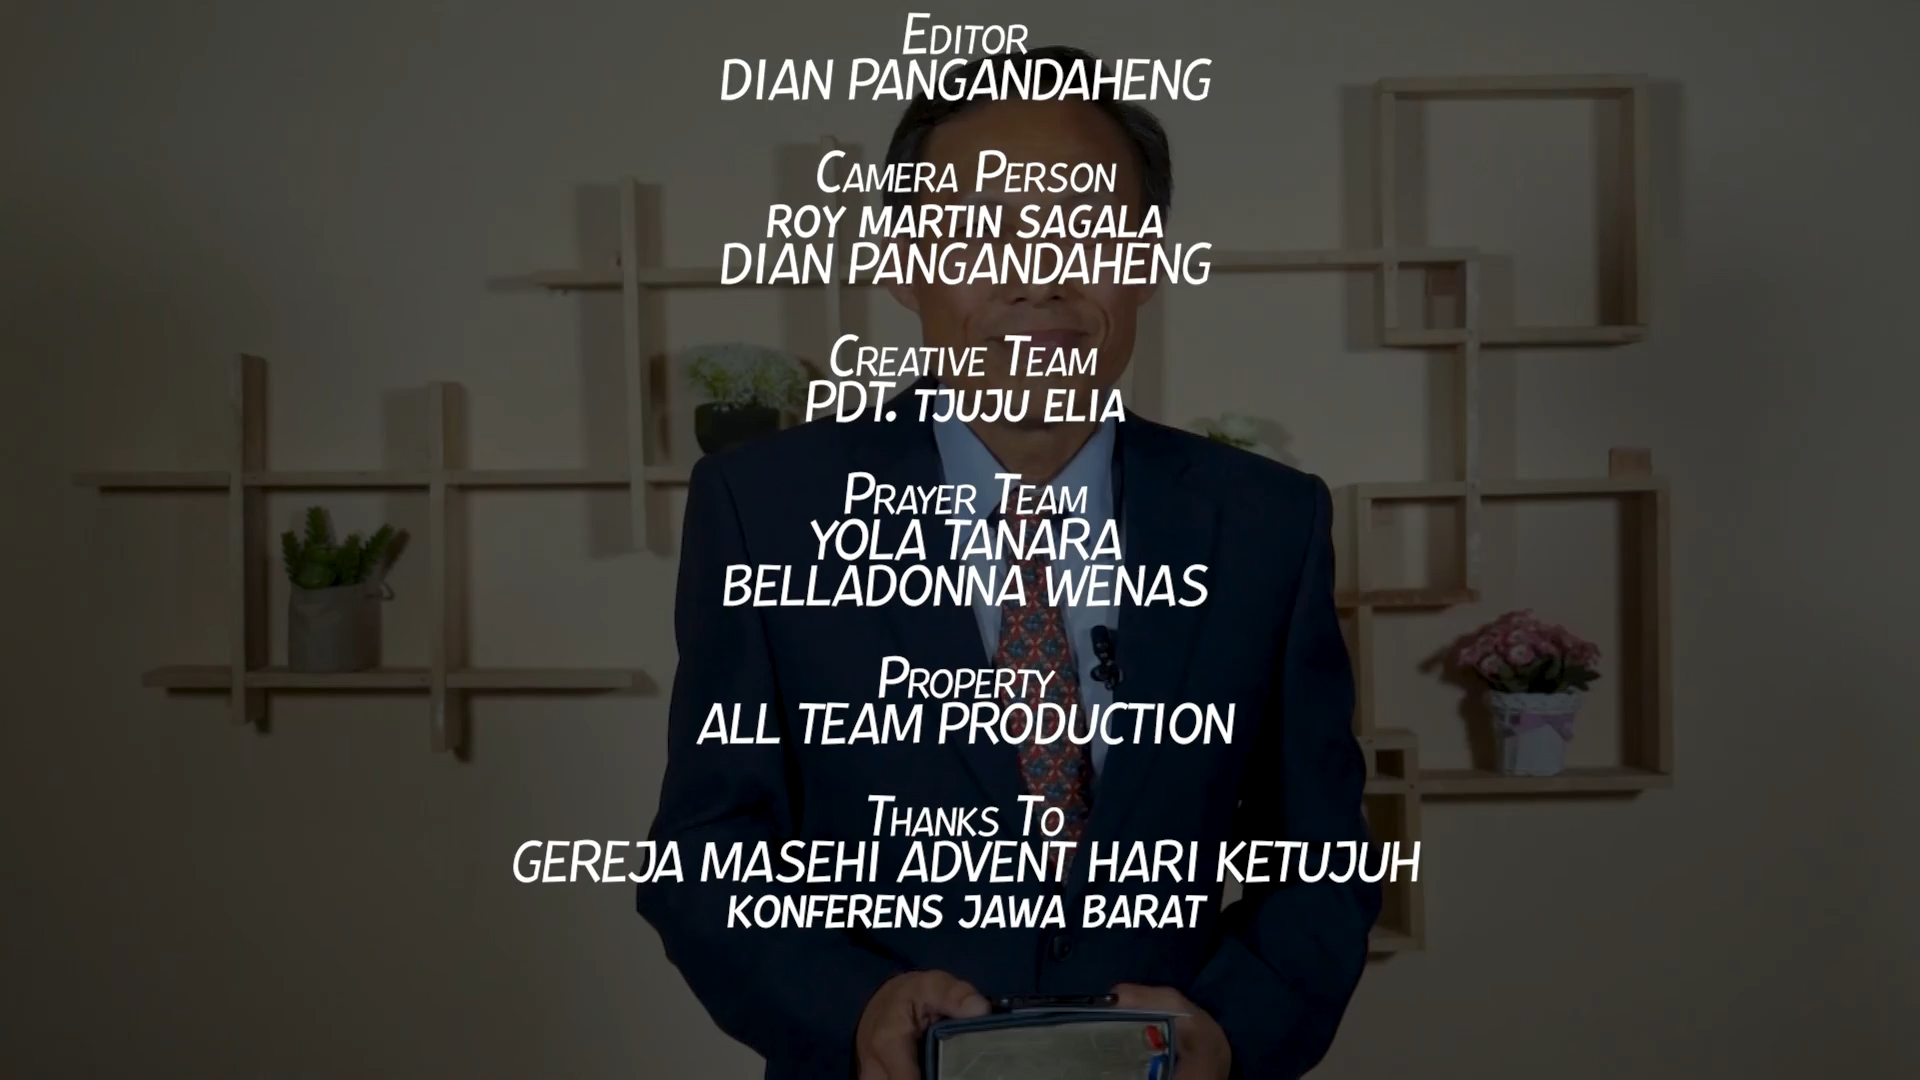 Editor
DIAN PANGANDAHENG
Camera Person
ROY MARTIN SAGALA
DIAN PANGANDAHENG
Creative Team
PDT. TJUJU ELIA
Prayer Team
YOLA TANARA
BELLADONNA WENAS
Property
ALL TEAM PRODUCTION
Thanks To
GEREJA MASEHI ADVENT HARI KETUJUH
KONFERENS JAWA BARAT